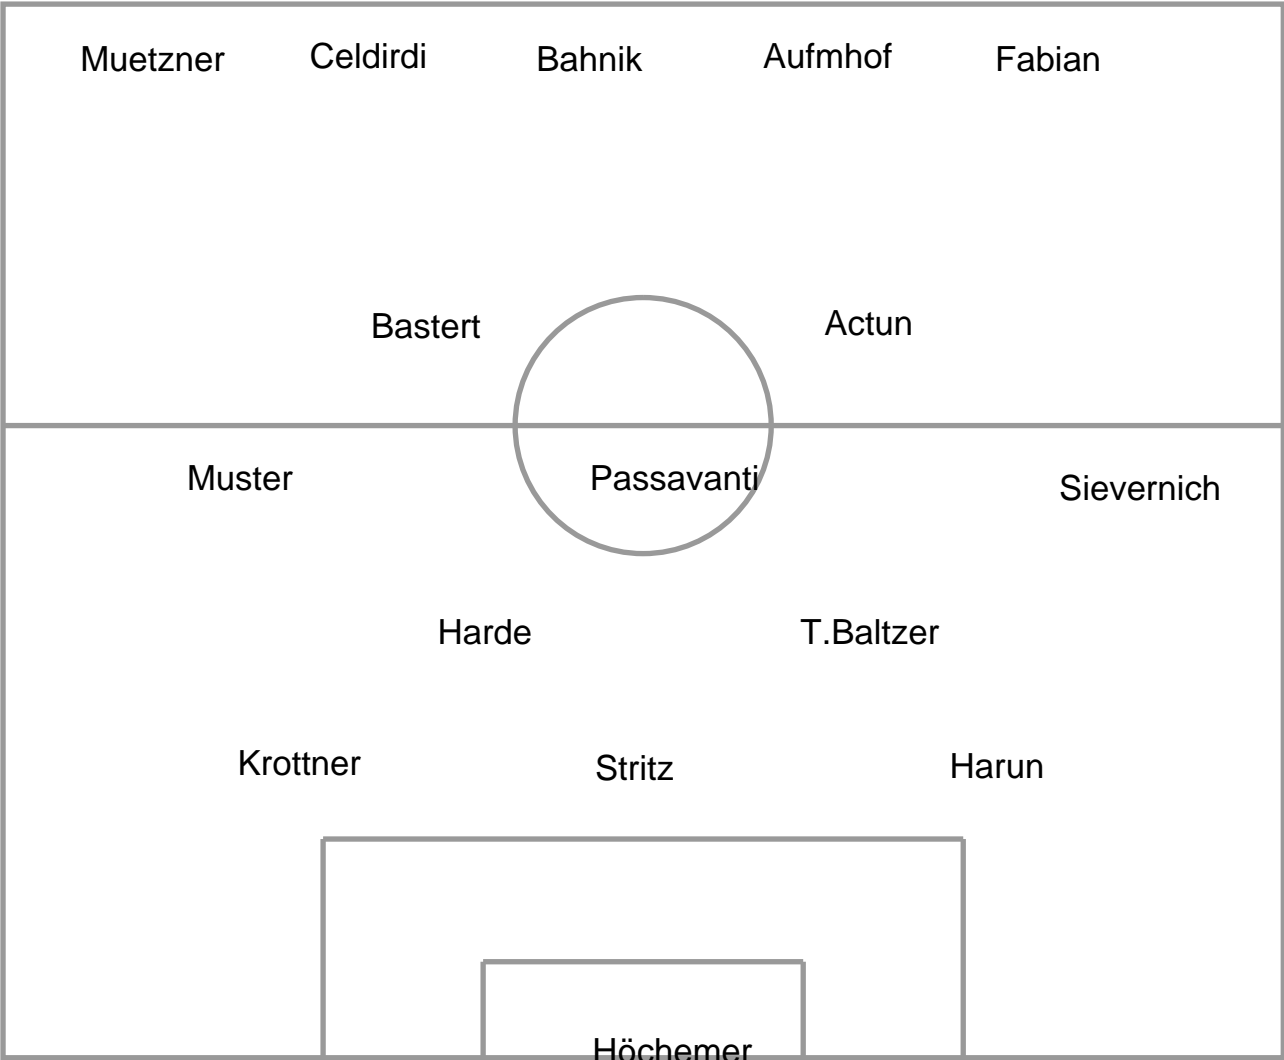 Muetzner Celdirdi Bahnik Aufmhof Fabian
Bastert Actun
Muster Passavanti Sievernich
Harde T.Baltzer
Krottner Stritz Harun
Höchemer